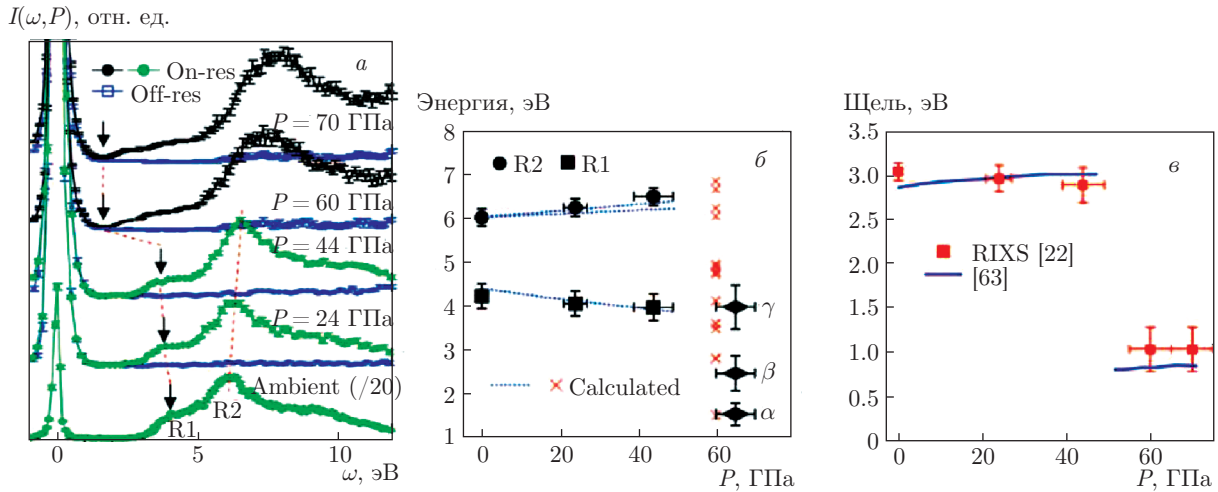 I(ω,P), отн. ед.
а
On-res
Off-res
P = 70 ГПа
P = 60 ГПа
P = 44 ГПа
P = 24 ГПа
Ambient (/20)
R1
R2
0 5 10
ω, эВ
Энергия, эВ
8
7
6
5
4
3
2
1
R2 R1
б
γ
β
α
Calculated
0 20 40 60
P, ГПа
Щель, эВ
3.5
3.0
2.5
2.0
1.5
1.0
0.5
0
в
RIXS [22]
[63]
0 20 40 60
P, ГПа